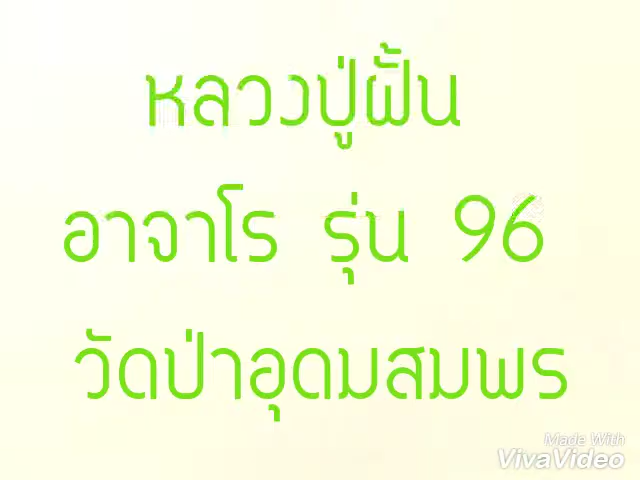 หลวงปู่ฝั้น
อาจาโร รุ่น 96
วัดป่าอุดมสมพร
Made With
VivaVideo